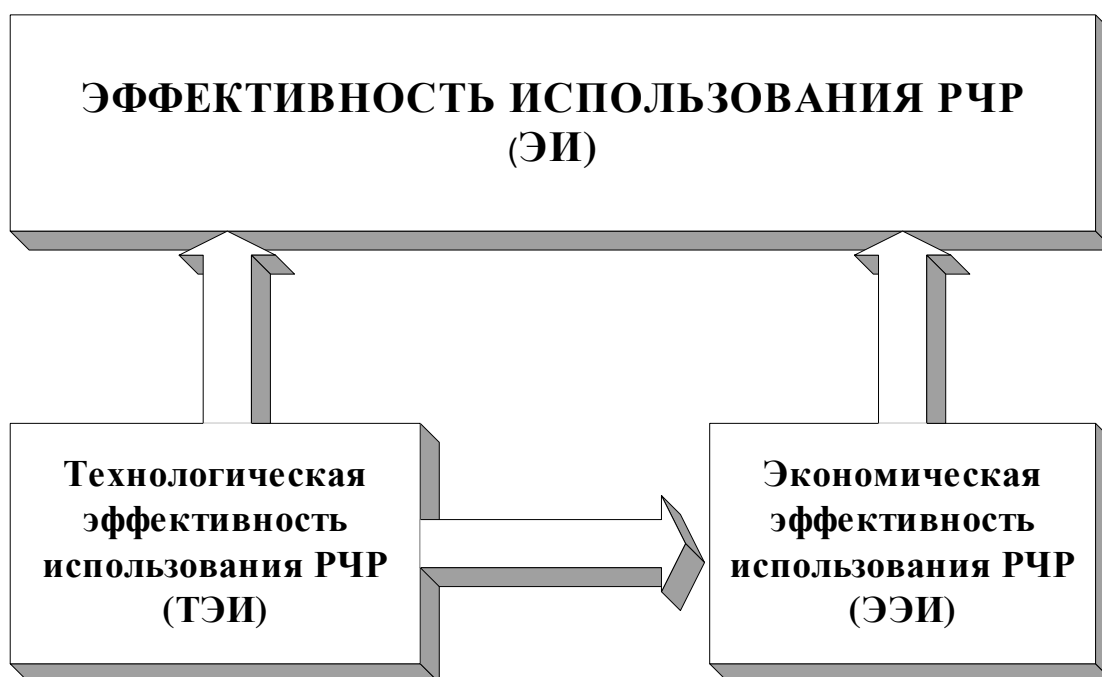 ЭФФЕКТИВНОСТЬ ИСПОЛЬЗОВАНИЯ РЧР
(ЭИ)
Технологическая
эффективность
использования РЧР
(ТЭИ)
Экономическая
эффективность
использования РЧР
(ЭЭИ)